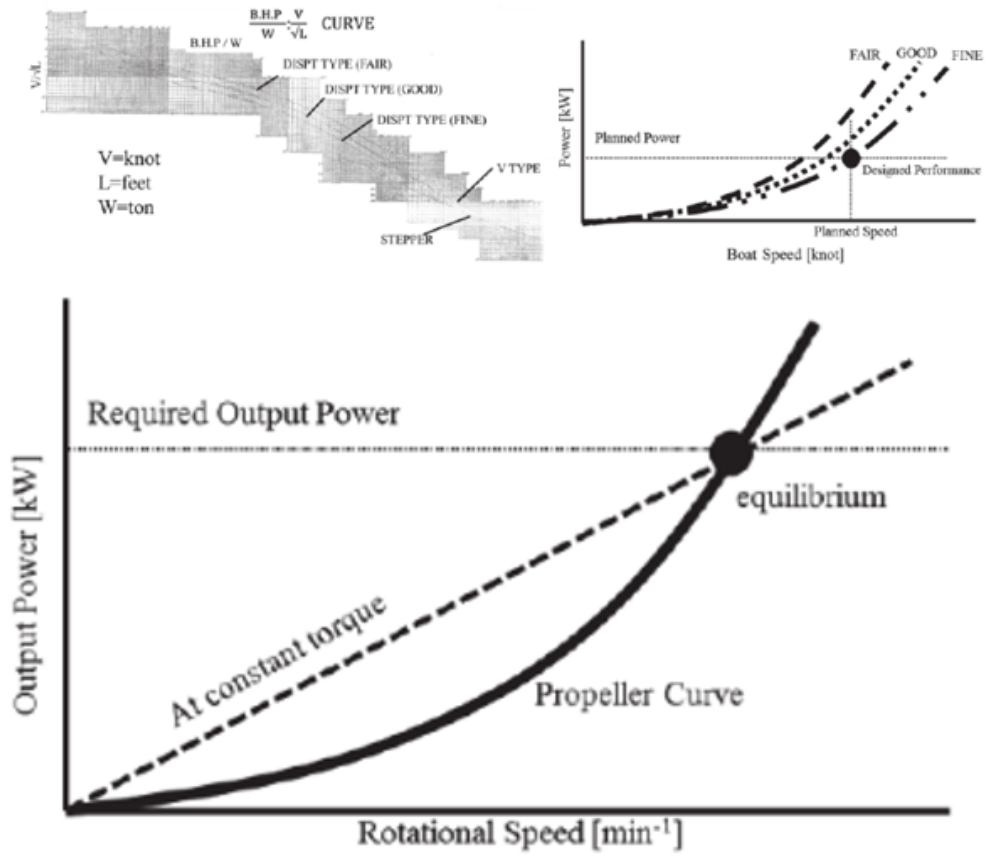 B.H.P V
W : √L CURVE
V/√L
B.H.P / W
DISPT TYPE (FAIR)
DISPT TYPE (GOOD)
DISPT TYPE (FINE)
V TYPE
STEPPER
V=knot
L=feet
W=ton
FAIR GOOD FINE
Power [kW]
Planned Power
Designed Performance
Planned Speed
Boat Speed [knot]
Required Output Power
Output Power [kW]
equilibrium
At constant torque
Propeller Curve
Rotational Speed [min⁻¹]